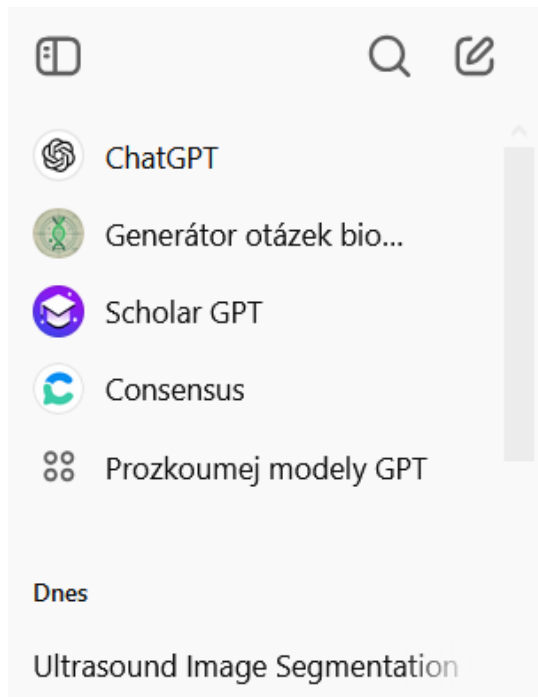 ChatGPT
Generátor otázek bio...
Scholar GPT
Consensus
Prozkoumej modely GPT
Dnes
Ultrasound Image Segmentation